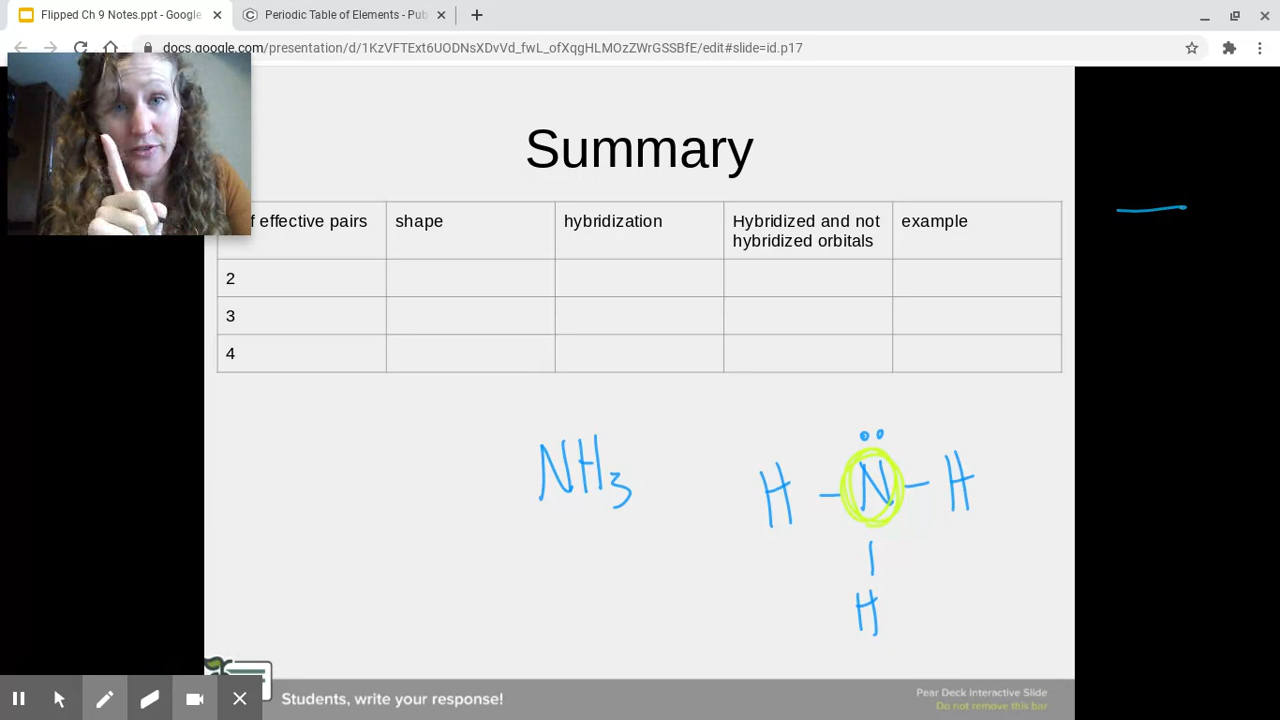 Flipped Ch 9 Notes.ppt - Google
Periodic Table of Elements - Pub
docs.google.com/presentation/d/1KzVFTExt6UODNsXDvVd_fwL_ofXqgHLMOzZWrGSSBfE/edit#slide=id.p17
Summary
effective pairs shape hybridization Hybridized and not hybridized orbitals example
2
3
4
NH3
H - N - H
H
Students, write your response!
Pear Deck Interactive Slide
Do not remove this bar